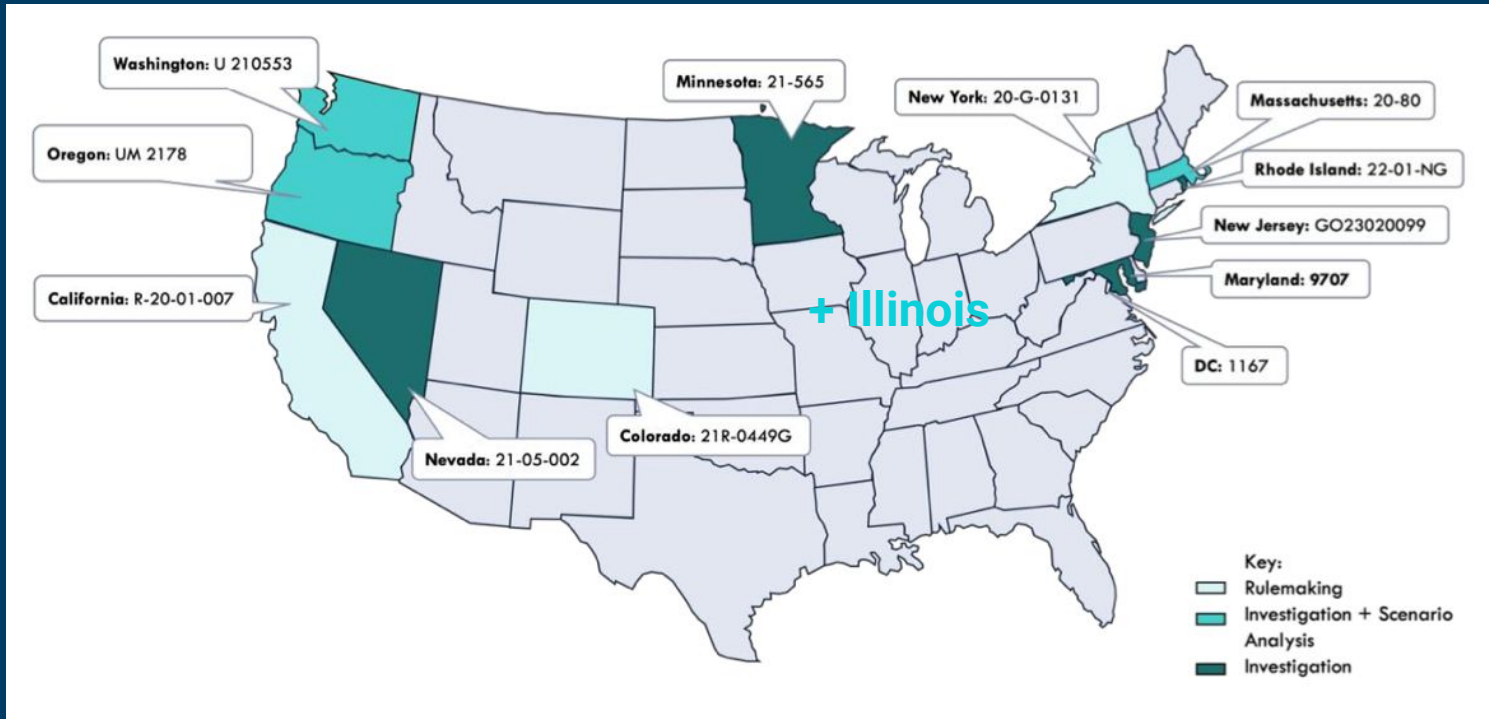 Washington: U 210553
Minnesota: 21-565
New York: 20-G-0131
Massachusetts: 20-80
Oregon: UM 2178
Rhode Island: 22-01-NG
New Jersey: GO23020099
Maryland: 9707
California: R-20-01-007
+ Illinois
DC: 1167
Colorado: 21R-0449G
Nevada: 21-05-002
Key:
Rulemaking
Investigation + Scenario
Analysis
Investigation